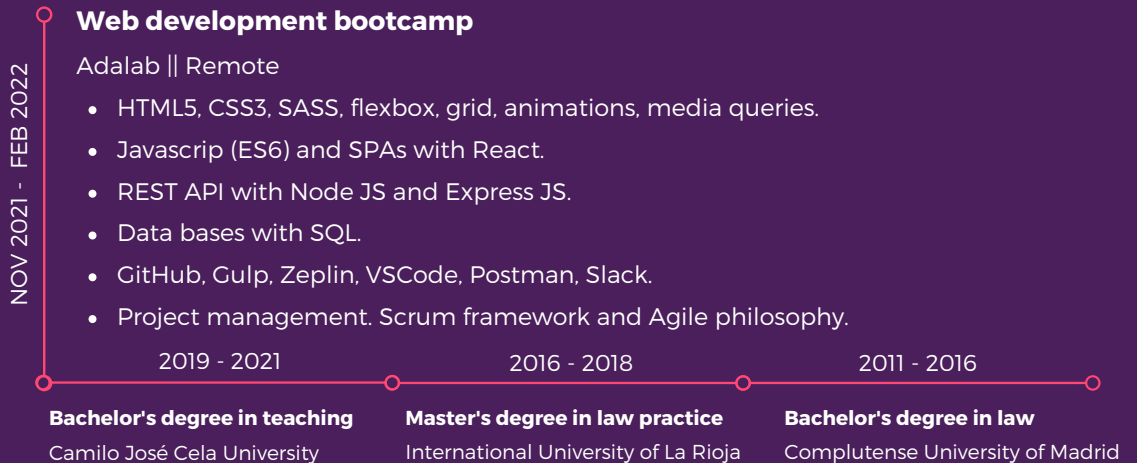 Web development bootcamp
Adalab || Remote
NOV 2021 - FEB 2022
• HTML5, CSS3, SASS, flexbox, grid, animations, media queries.
• Javascrip (ES6) and SPAs with React.
• REST API with Node JS and Express JS.
• Data bases with SQL.
• GitHub, Gulp, Zeplin, VSCode, Postman, Slack.
• Project management. Scrum framework and Agile philosophy.
2019 - 2021
Bachelor's degree in teaching
Camilo José Cela University
2016 - 2018
Master's degree in law practice
International University of La Rioja
2011 - 2016
Bachelor's degree in law
Complutense University of Madrid